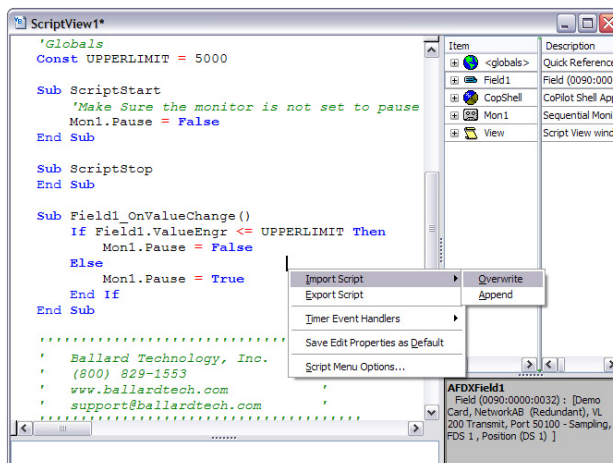 ScriptView1*
'Globals
Const UPPERLIMIT = 5000
Sub ScriptStart
'Make Sure the monitor is not set to pause
Mon1.Pause = False
End Sub
Sub ScriptStop
End Sub
Sub Field1_OnValueChange()
If Field1.ValueEngr <= UPPERLIMIT Then
Mon1.Pause = False
Else
Mon1.Pause = True
End If
End Sub
' Ballard Technology, Inc.
' (800) 829-1553
' www.ballardtech.com '
' support@ballardtech.com '
Import Script
Export Script
Timer Event Handlers
Save Edit Properties as Default
Script Menu Options...
Overwrite
Append
Item Description
<globals> Quick Reference
Field1 Field (0090:000
CopShell CoPilot Shell App
Mon1 Sequential Moni
View Script View wind
AFDXField1
Field (0090:0000:0032) : [Demo
Card, NetworkAB (Redundant), VL
200 Transmit, Port 50100 - Sampling,
FDS 1 , Position (DS 1) ]